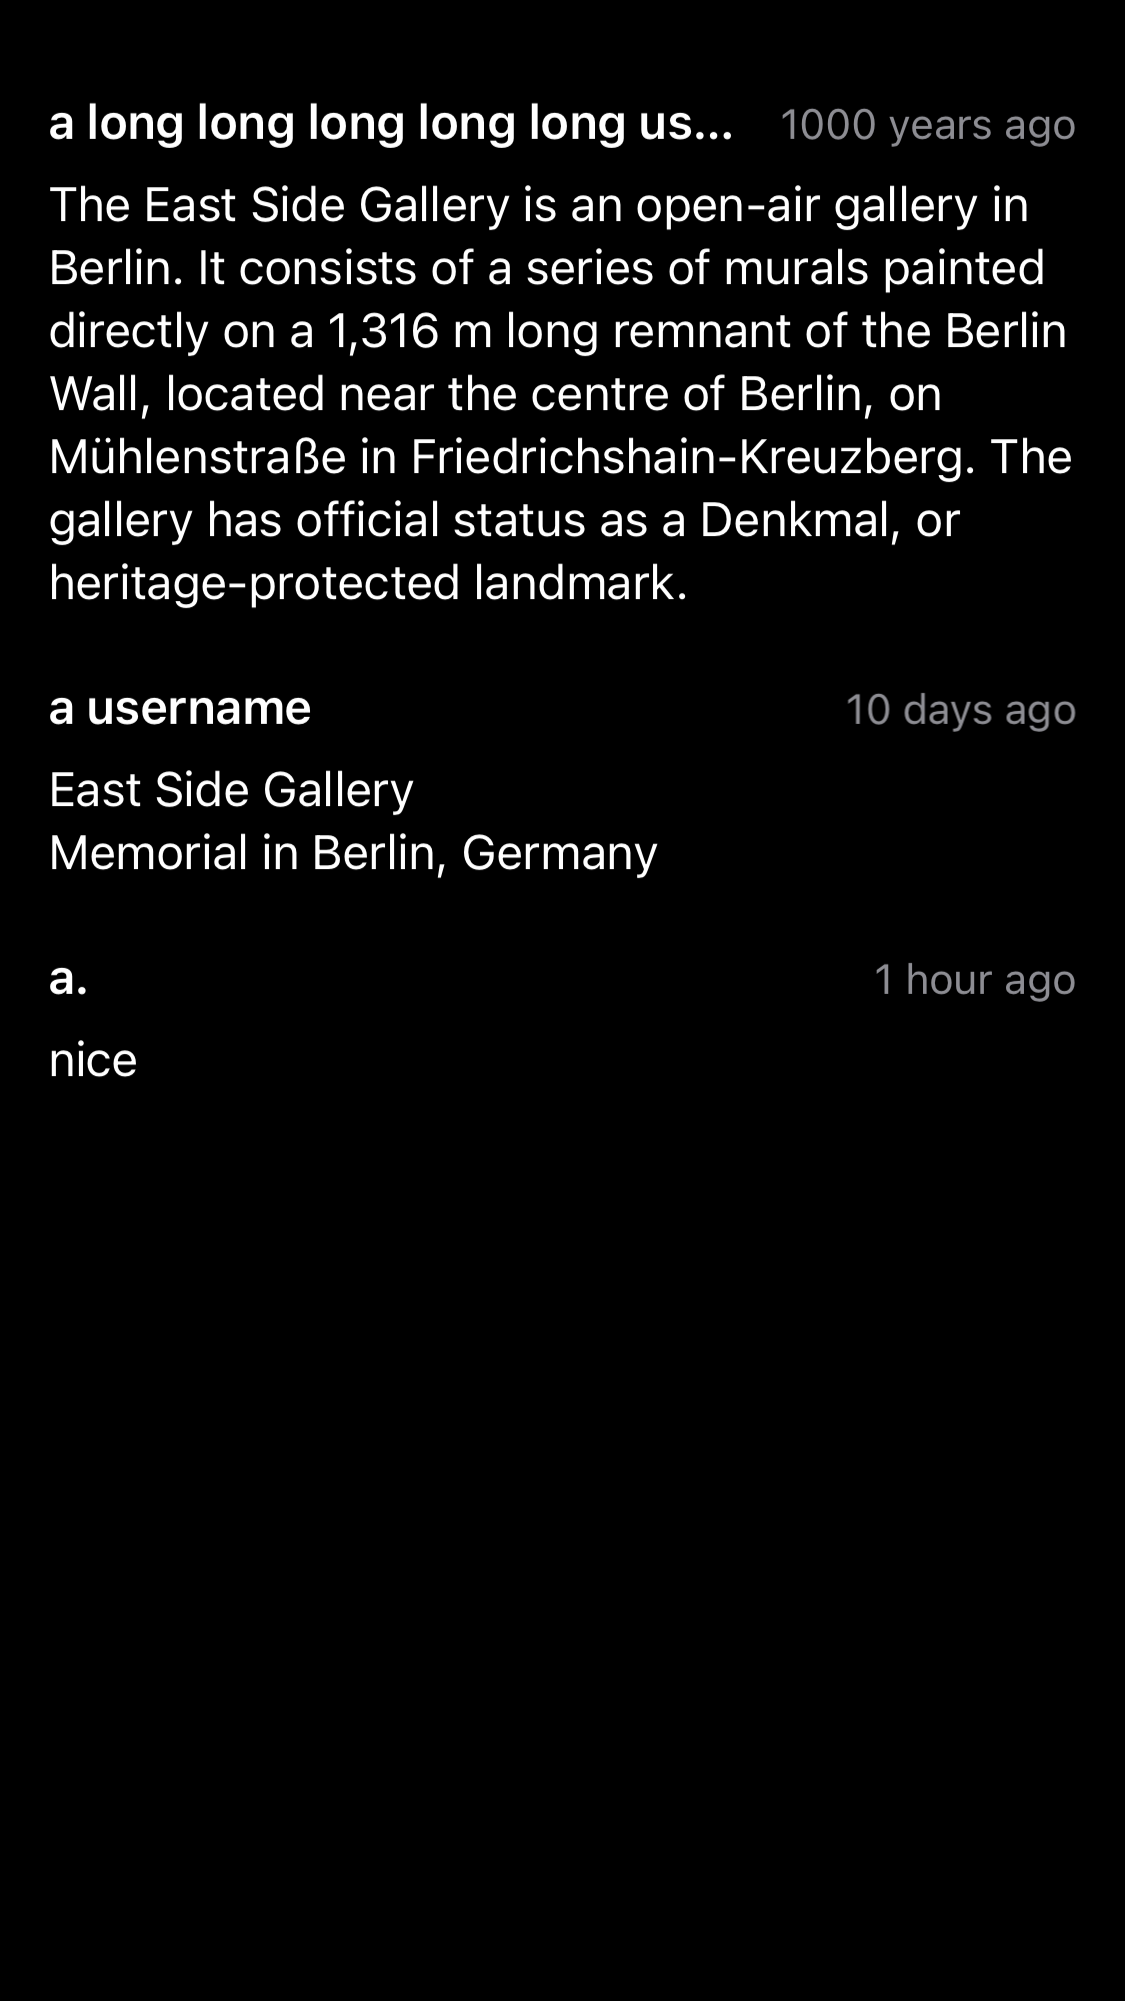 a long long long long long us...
1000 years ago
The East Side Gallery is an open-air gallery in
Berlin. It consists of a series of murals painted
directly on a 1,316 m long remnant of the Berlin
Wall, located near the centre of Berlin, on
Mühlenstraße in Friedrichshain-Kreuzberg. The
gallery has official status as a Denkmal, or
heritage-protected landmark.
a username
10 days ago
East Side Gallery
Memorial in Berlin, Germany
a.
1 hour ago
nice